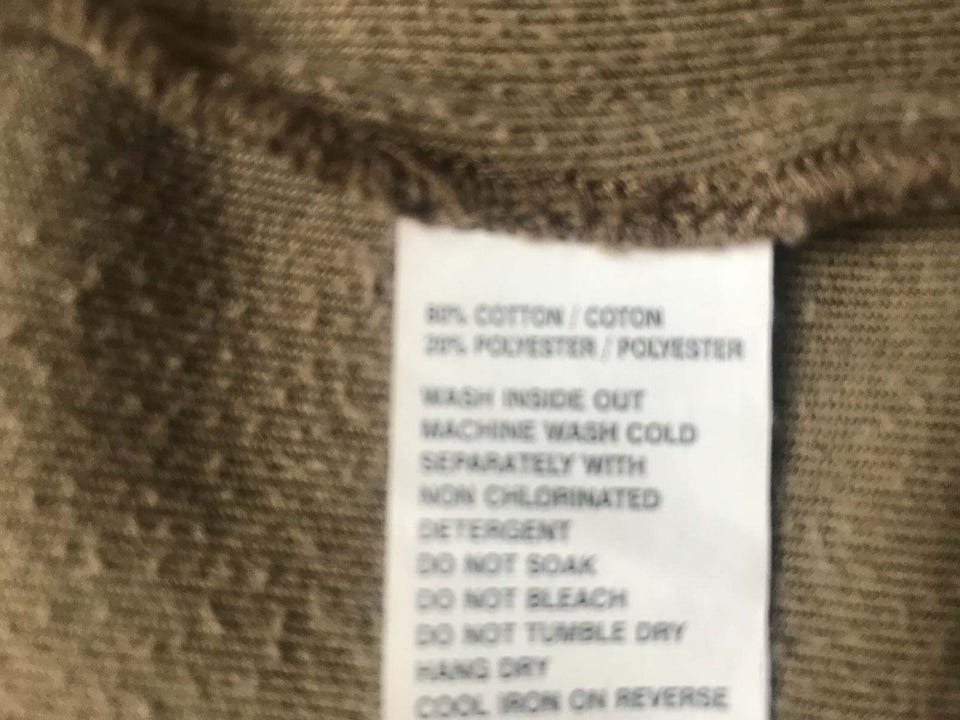 80% COTTON / COTON
20% POLYESTER / POLYESTER
WASH INSIDE OUT
MACHINE WASH COLD
SEPARATELY WITH
NON CHLORINATED
DETERGENT
DO NOT SOAK
DO NOT BLEACH
DO NOT TUMBLE DRY
HANG DRY
COOL IRON ON REVERSE